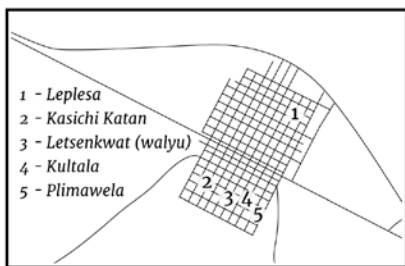 1 - Leplesa
2 - Kasichi Katan
3 - Letsenkwat (walyu)
4 - Kultala
5 - Plimawela
1
2
3
4
5